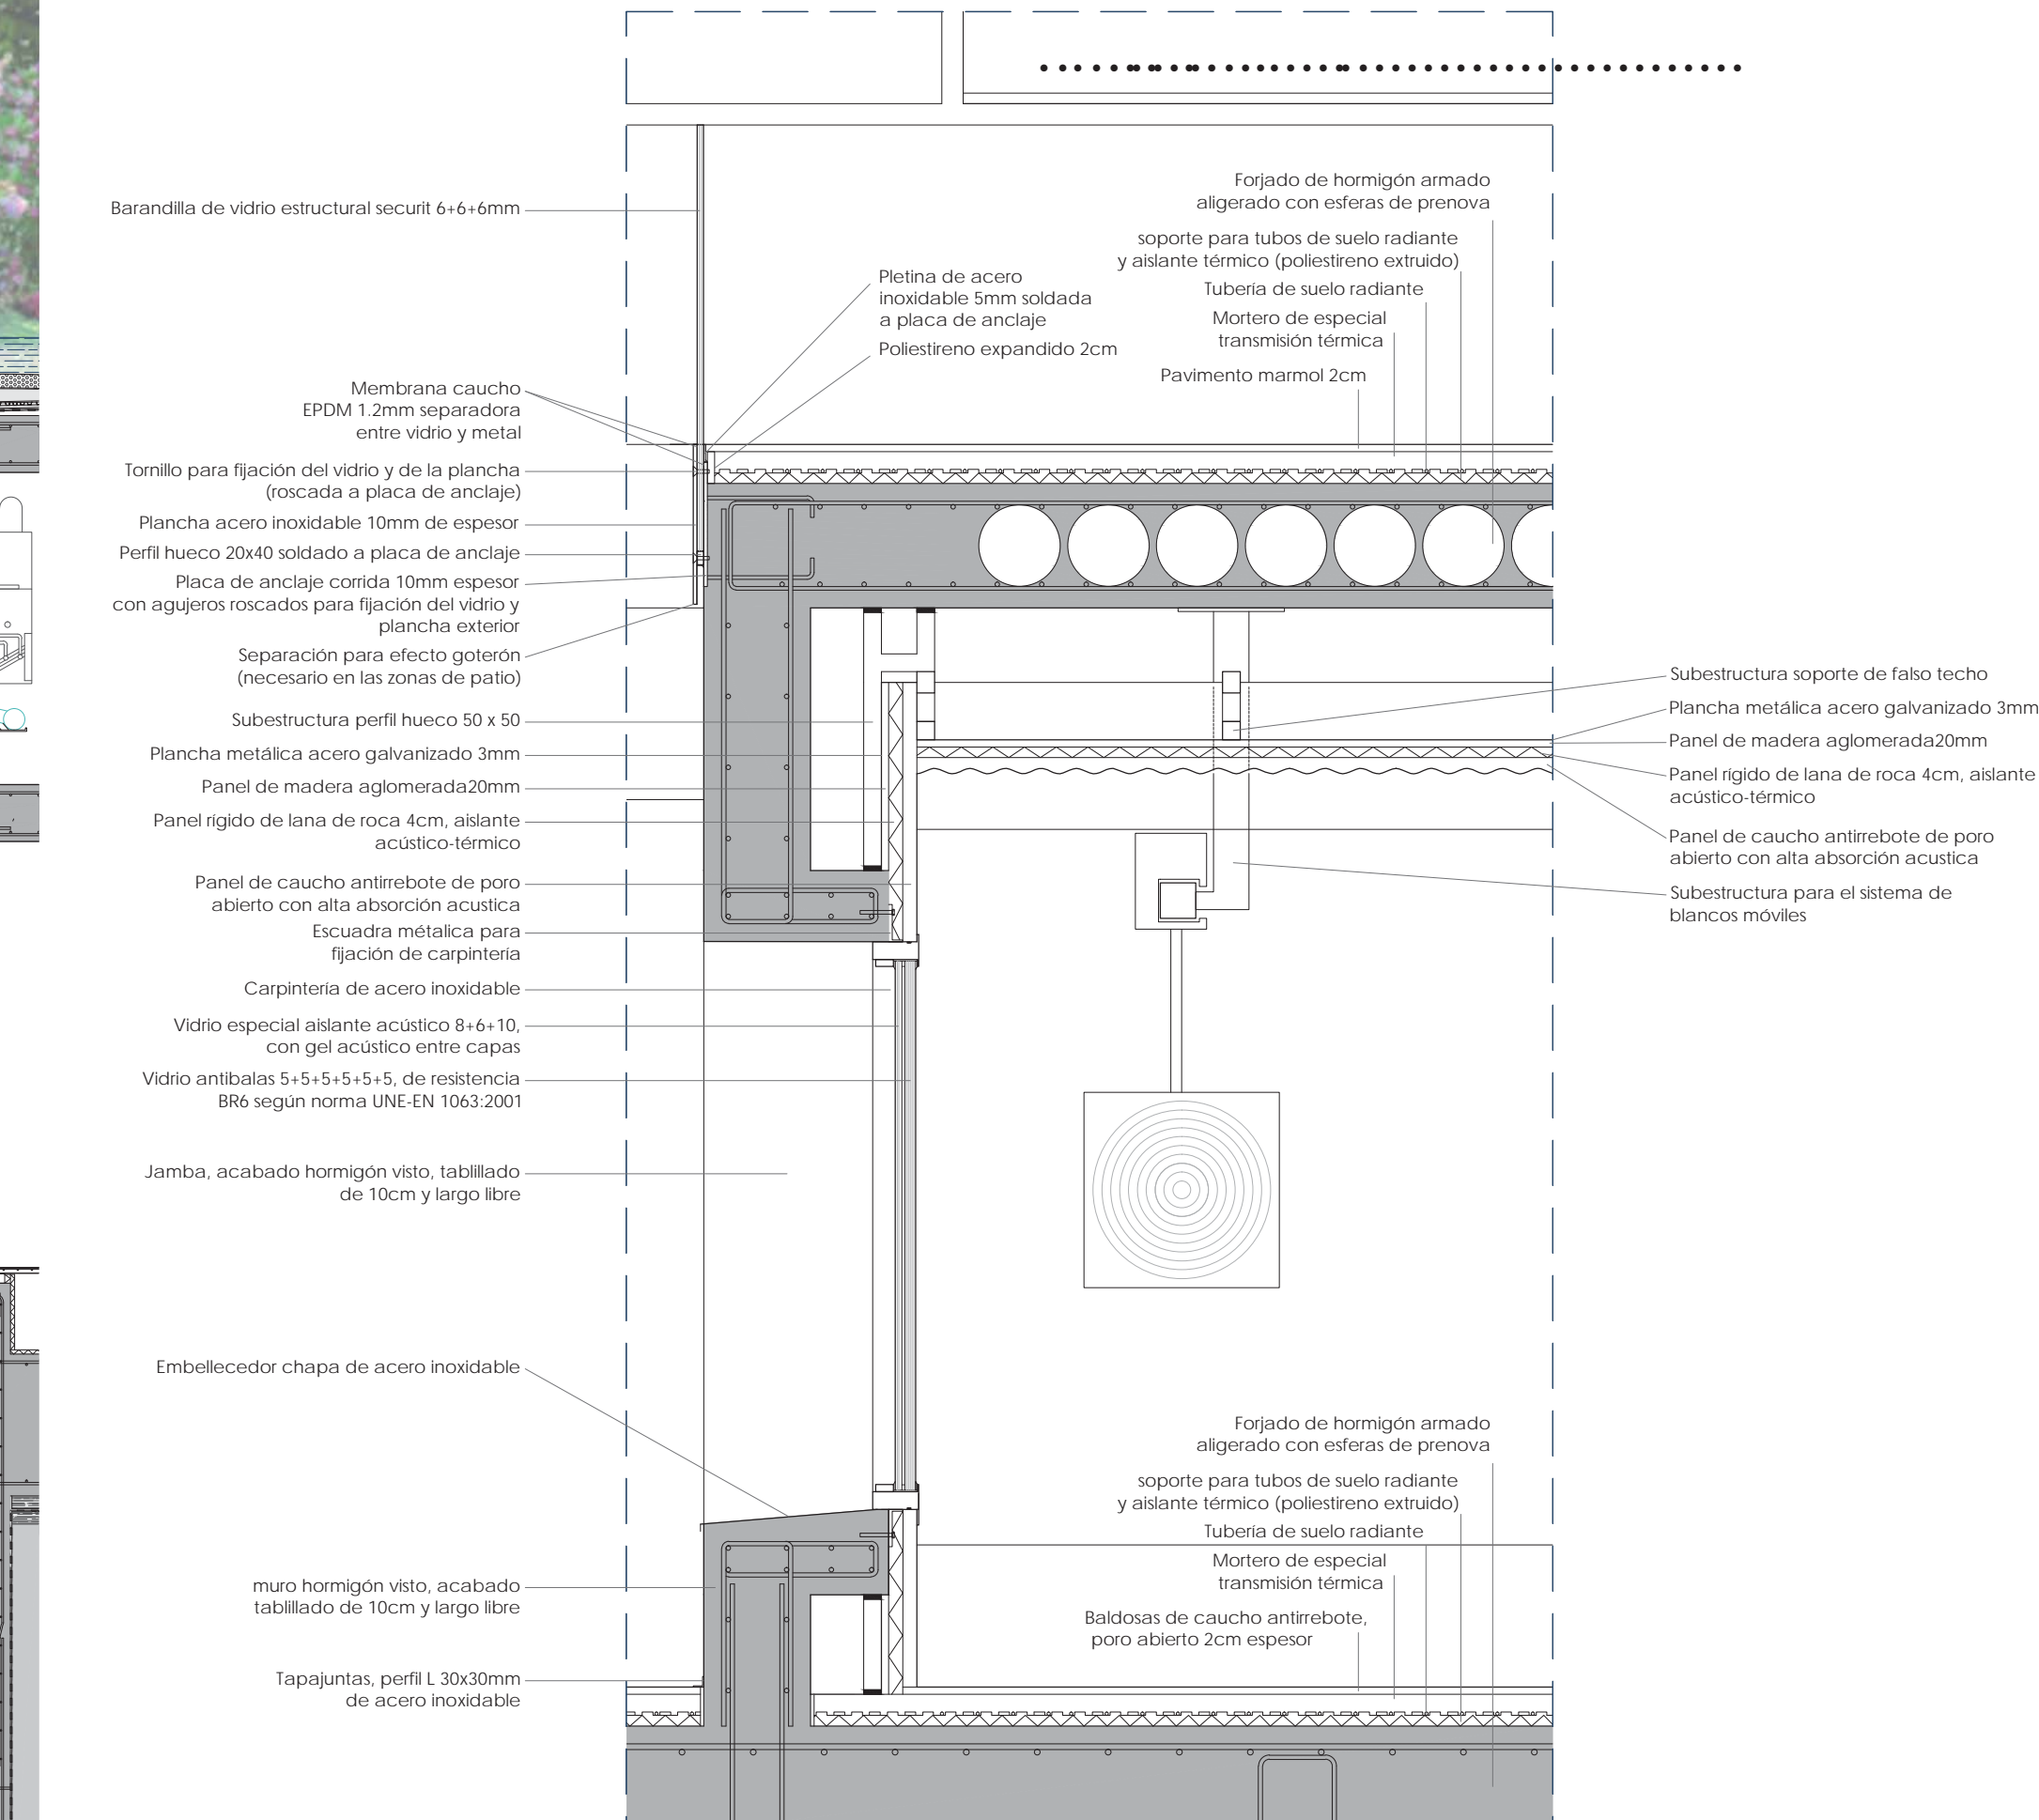 Barandilla de vidrio estructural securit 6+6+6mm
Membrana caucho
EPDM 1.2mm separadora
entre vidrio y metal
Tornillo para fijación del vidrio y de la plancha
(roscada a placa de anclaje)
Plancha acero inoxidable 10mm de espesor
Perfil hueco 20x40 soldado a placa de anclaje
Placa de anclaje corrida 10mm espesor
con agujeros roscados para fijación del vidrio y
plancha exterior
Separación para efecto goterón
(necesario en las zonas de patio)
Subestructura perfil hueco 50 x 50
Plancha metálica acero galvanizado 3mm
Panel de madera aglomerada20mm
Panel rígido de lana de roca 4cm, aislante
acústico-térmico
Panel de caucho antirrebote de poro
abierto con alta absorción acustica
Escuadra métalica para
fijación de carpintería
Carpintería de acero inoxidable
Vidrio especial aislante acústico 8+6+10,
con gel acústico entre capas
Vidrio antibalas 5+5+5+5+5+5, de resistencia
BR6 según norma UNE-EN 1063:2001
Jamba, acabado hormigón visto, tablillado
de 10cm y largo libre
Embellecedor chapa de acero inoxidable
muro hormigón visto, acabado
tablillado de 10cm y largo libre
Tapajuntas, perfil L 30x30mm
de acero inoxidable
Pletina de acero
inoxidable 5mm soldada
a placa de anclaje
Poliestireno expandido 2cm
Forjado de hormigón armado
aligerado con esferas de prenova
soporte para tubos de suelo radiante
y aislante térmico (poliestireno extruido)
Tubería de suelo radiante
Mortero de especial
transmisión térmica
Pavimento marmol 2cm
Subestructura soporte de falso techo
Plancha metálica acero galvanizado 3mm
Panel de madera aglomerada20mm
Panel rígido de lana de roca 4cm, aislante
acústico-térmico
Panel de caucho antirrebote de poro
abierto con alta absorción acustica
Subestructura para el sistema de
blancos móviles
Forjado de hormigón armado
aligerado con esferas de prenova
soporte para tubos de suelo radiante
y aislante térmico (poliestireno extruido)
Tubería de suelo radiante
Mortero de especial
transmisión térmica
Baldosas de caucho antirrebote,
poro abierto 2cm espesor